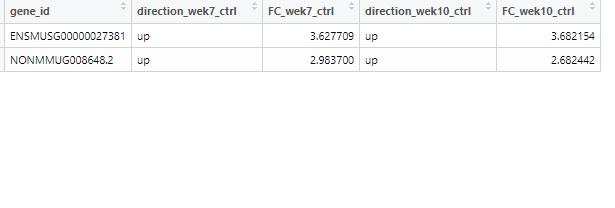 gene_id direction_wek7_ctrl FC_wek7_ctrl direction_wek10_ctrl FC_wek10_ctrl
ENSMUSG00000027381 up 3.627709 up 3.682154
NONMMUG008648.2 up 2.983700 up 2.682442